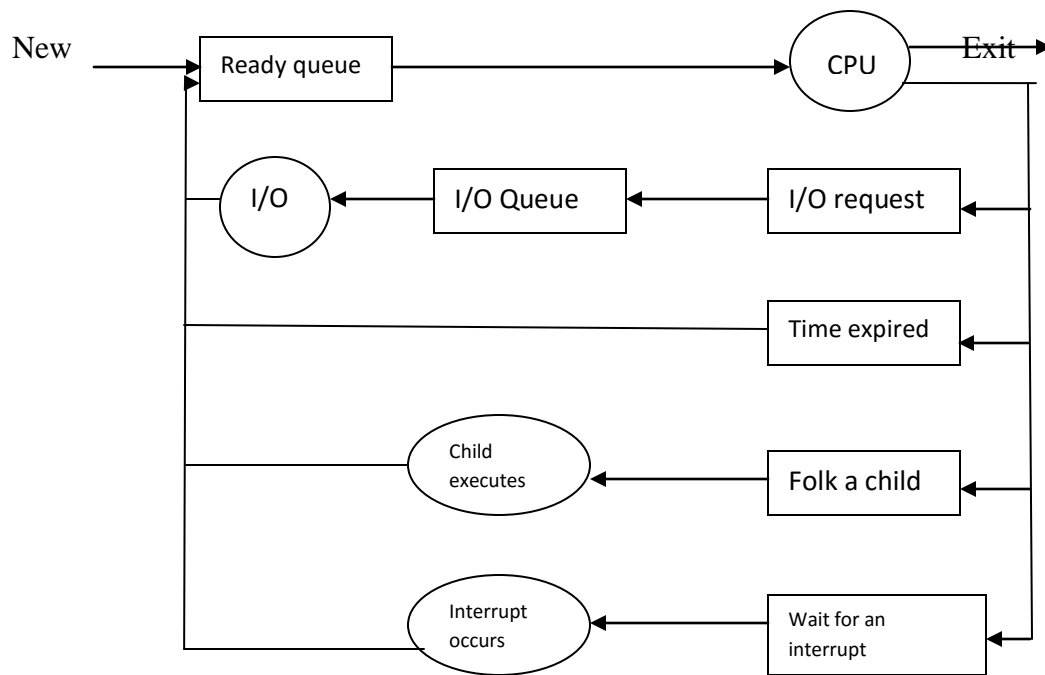 New
Ready queue
CPU
Exit
I/O
I/O Queue
I/O request
Time expired
Child
executes
Folk a child
Interrupt
occurs
Wait for an
interrupt